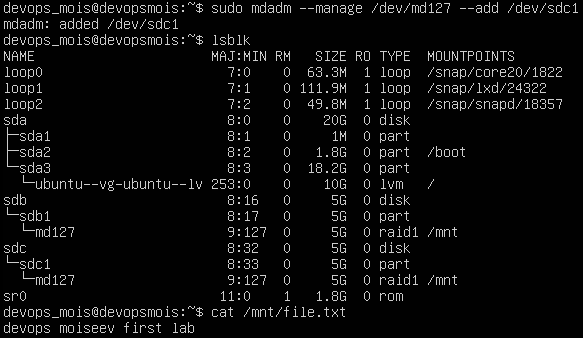 devops_mois@devopsmois:~$ sudo mdadm --manage /dev/md127 --add /dev/sdc1
mdadm: added /dev/sdc1
devops_mois@devopsmois:~$ lsblk
NAME                      MAJ:MIN RM   SIZE RO TYPE  MOUNTPOINTS
loop0                       7:0    0  63.3M  1 loop  /snap/core20/1822
loop1                       7:1    0 111.9M  1 loop  /snap/lxd/24322
loop2                       7:2    0  49.8M  1 loop  /snap/snapd/18357
sda                         8:0    0    20G  0 disk
├─sda1                      8:1    0     1M  0 part
├─sda2                      8:2    0   1.8G  0 part  /boot
└─sda3                      8:3    0  18.2G  0 part
  └─ubuntu--vg-ubuntu--lv 253:0    0    10G  0 lvm   /
sdb                         8:16   0     5G  0 disk
└─sdb1                      8:17   0     5G  0 part
  └─md127                   9:127  0     5G  0 raid1 /mnt
sdc                         8:32   0     5G  0 disk
└─sdc1                      8:33   0     5G  0 part
  └─md127                   9:127  0     5G  0 raid1 /mnt
sr0                        11:0    1   1.8G  0 rom
devops_mois@devopsmois:~$ cat /mnt/file.txt
devops moiseev first lab